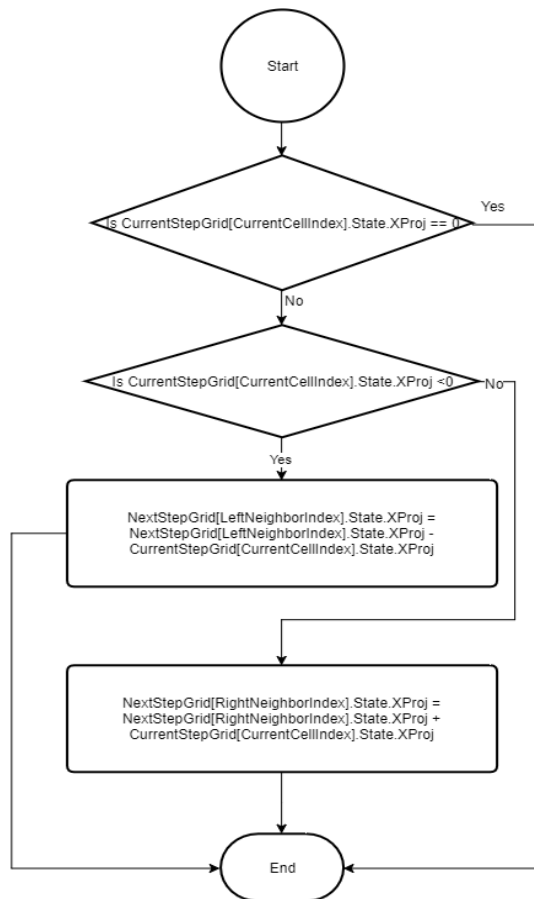 Start
Is CurrentStepGrid[CurrentCellIndex].State.XProj == 0
Yes
No
Is CurrentStepGrid[CurrentCellIndex].State.XProj <0
No
Yes
NextStepGrid[LeftNeighborIndex].State.XProj =
NextStepGrid[LeftNeighborIndex].State.XProj -
CurrentStepGrid[CurrentCellIndex].State.XProj
NextStepGrid[RightNeighborIndex].State.XProj =
NextStepGrid[RightNeighborIndex].State.XProj +
CurrentStepGrid[CurrentCellIndex].State.XProj
End